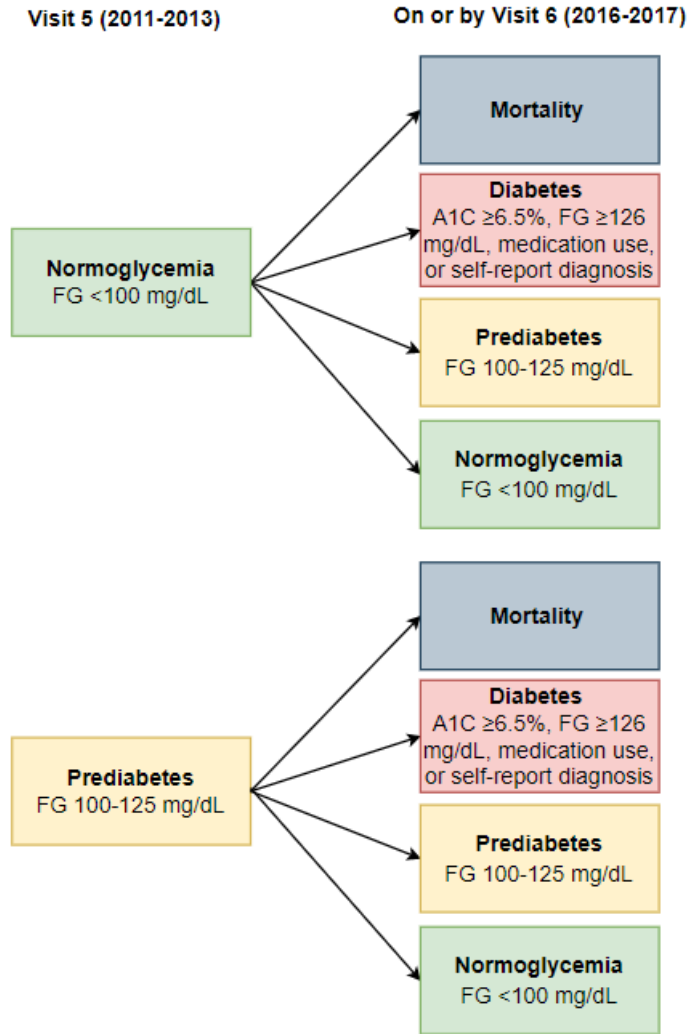 Visit 5 (2011-2013)
On or by Visit 6 (2016-2017)
Mortality
Diabetes
A1C ≥6.5%, FG ≥126
mg/dL, medication use,
or self-report diagnosis
Normoglycemia
FG <100 mg/dL
Prediabetes
FG 100-125 mg/dL
Normoglycemia
FG <100 mg/dL
Mortality
Diabetes
A1C ≥6.5%, FG ≥126
mg/dL, medication use,
or self-report diagnosis
Prediabetes
FG 100-125 mg/dL
Prediabetes
FG 100-125 mg/dL
Normoglycemia
FG <100 mg/dL